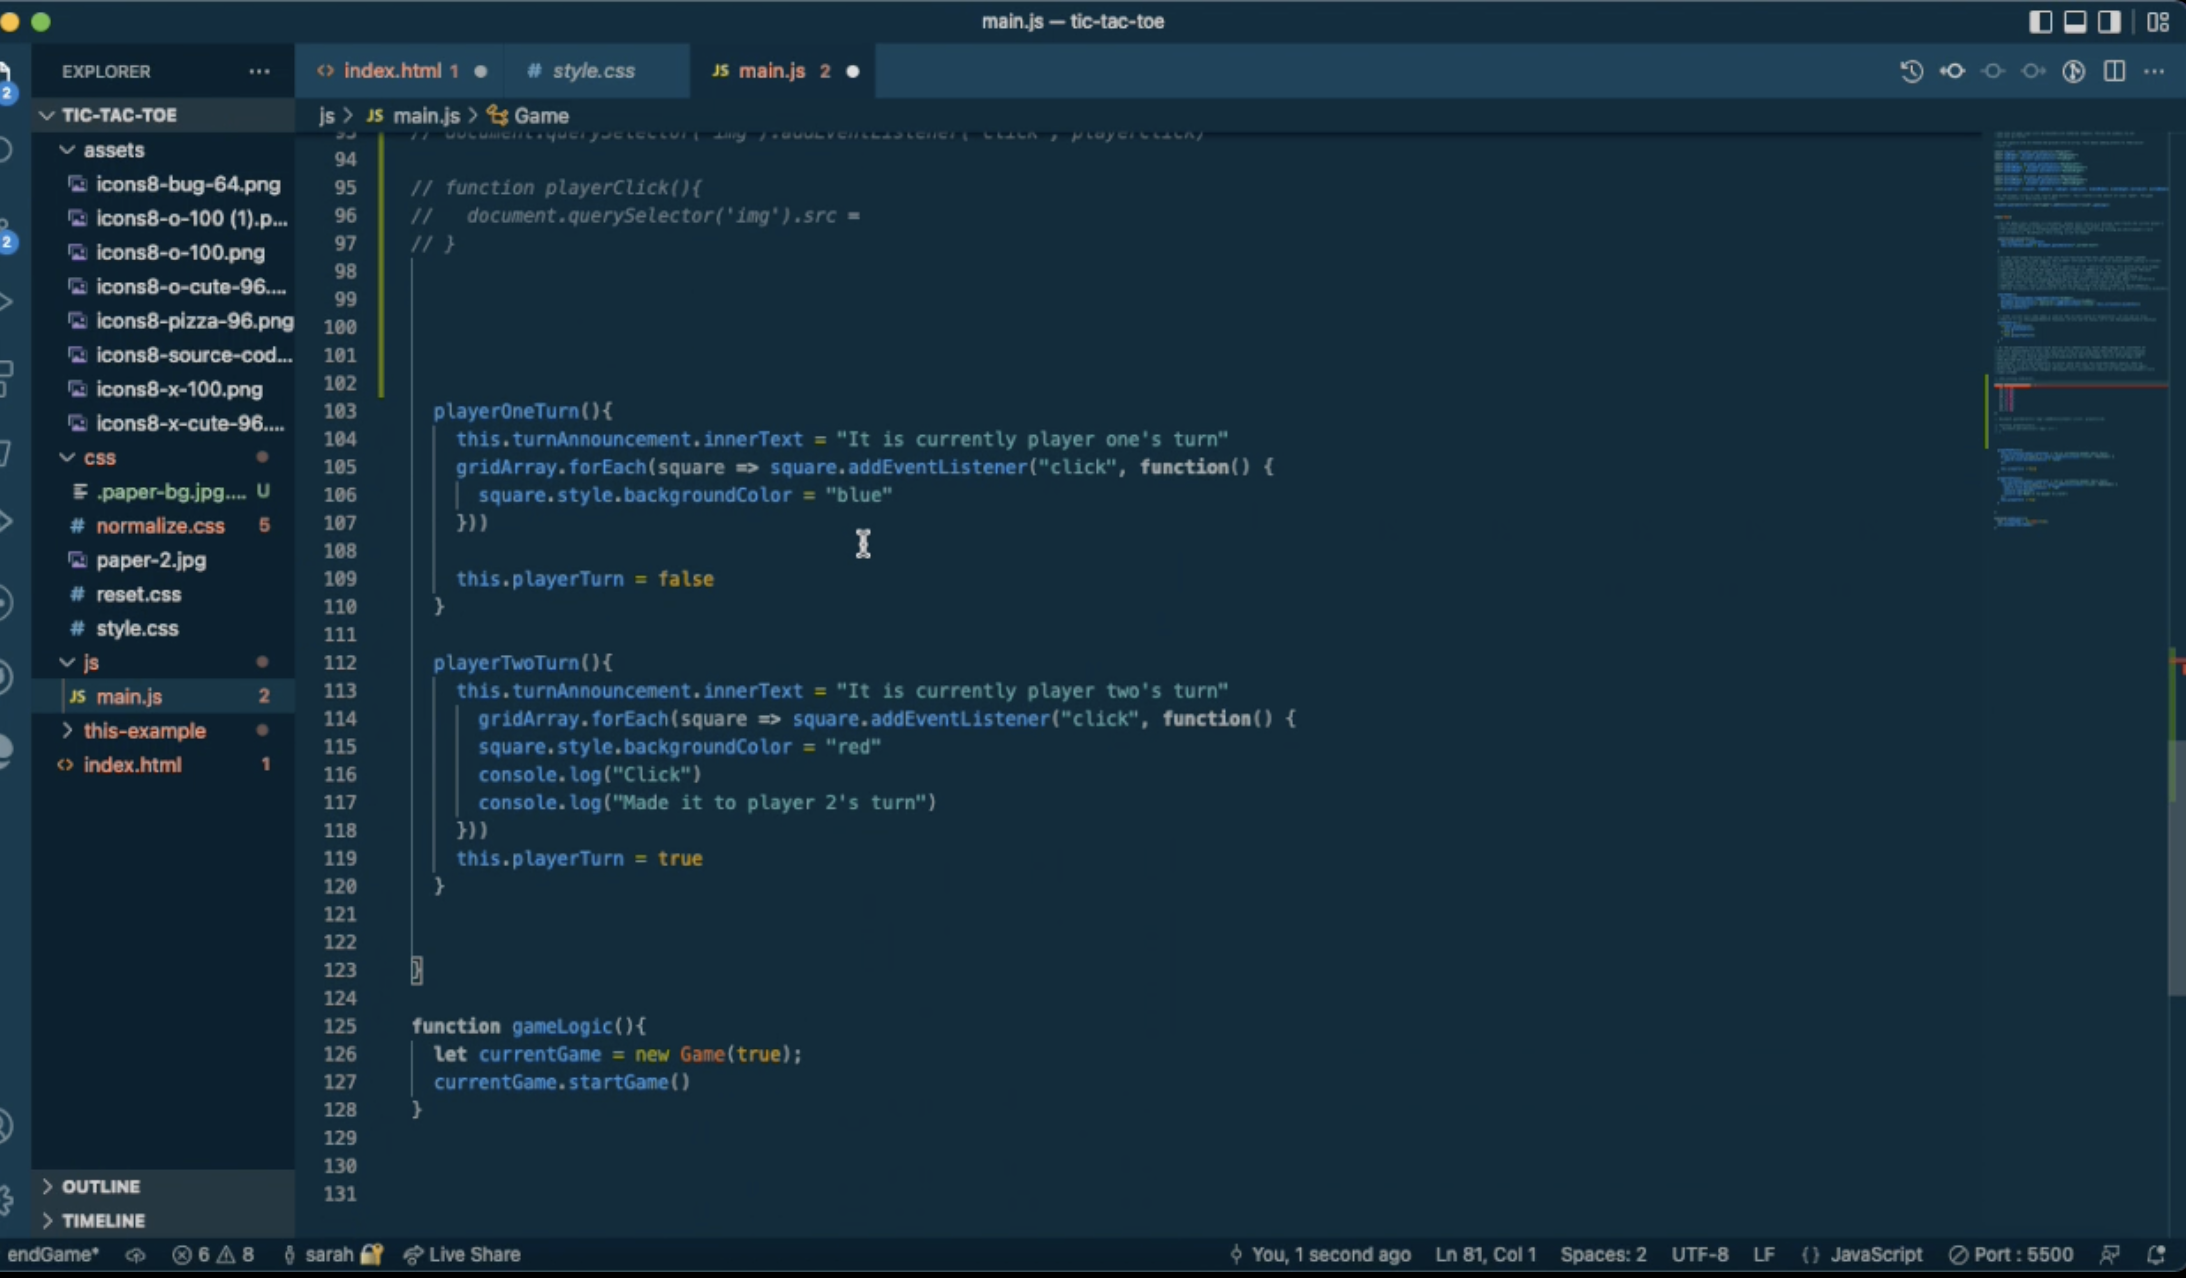 main.js — tic-tac-toe
EXPLORER ...
index.html 1
# style.css
JS main.js 2
TIC-TAC-TOE
js > JS main.js > Game
assets
icons8-bug-64.png
icons8-o-100 (1).p...
icons8-o-100.png
icons8-o-cute-96....
icons8-pizza-96.png
icons8-source-cod...
icons8-x-100.png
icons8-x-cute-96....
css
.paper-bg.jpg.... U
# normalize.css 5
paper-2.jpg
# reset.css
# style.css
js
JS main.js 2
this-example
<> index.html 1
OUTLINE
TIMELINE
2
2
93 // document.querySelector('img').addEventListener('click', playerClick)
94
95 // function playerClick(){
96 //   document.querySelector('img').src =
97 // }
98
99
100
101
102
103 playerOneTurn(){
104 this.turnAnnouncement.innerText = "It is currently player one's turn"
105 gridArray.forEach(square => square.addEventListener("click", function() {
106 square.style.backgroundColor = "blue"
107 }))
108
109 this.playerTurn = false
110 }
111
112 playerTwoTurn(){
113 this.turnAnnouncement.innerText = "It is currently player two's turn"
114 gridArray.forEach(square => square.addEventListener("click", function() {
115 square.style.backgroundColor = "red"
116 console.log("Click")
117 console.log("Made it to player 2's turn")
118 }))
119 this.playerTurn = true
120 }
121
122
123 }
124
125 function gameLogic(){
126 let currentGame = new Game(true);
127 currentGame.startGame()
128 }
129
130
131
endGame* 6 8 sarah Live Share You, 1 second ago Ln 81, Col 1 Spaces: 2 UTF-8 LF {} JavaScript Port : 5500